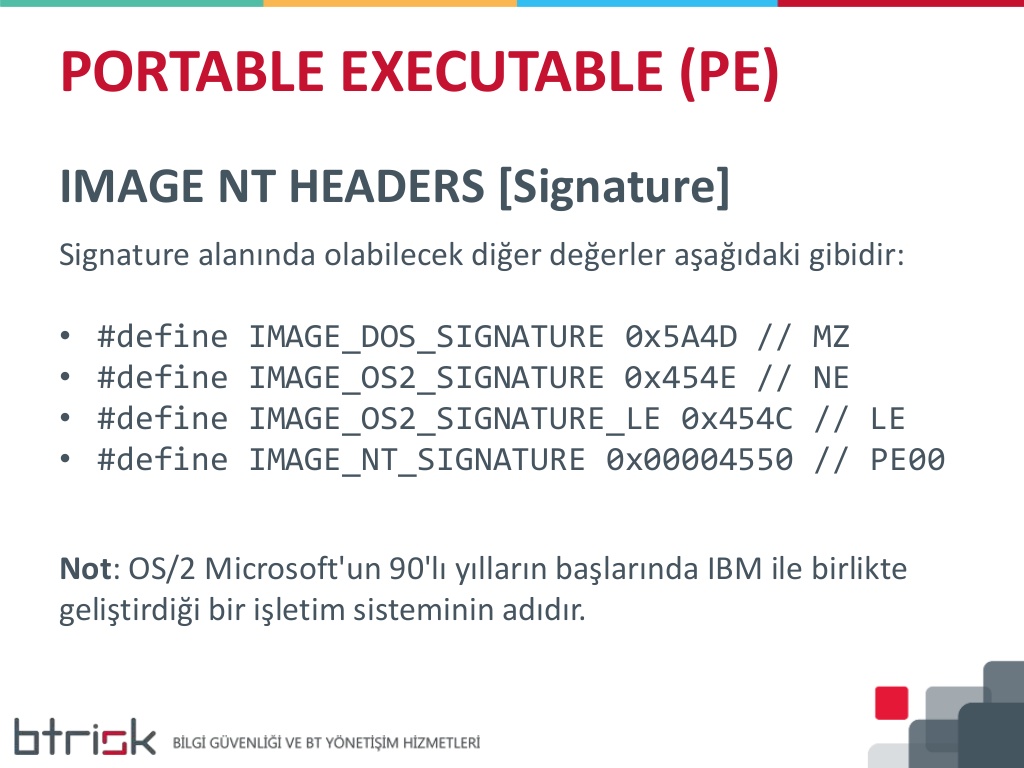 PORTABLE EXECUTABLE (PE)
IMAGE NT HEADERS [Signature]
Signature alanında olabilecek diğer değerler aşağıdaki gibidir:
• #define IMAGE_DOS_SIGNATURE 0x5A4D // MZ
• #define IMAGE_OS2_SIGNATURE 0x454E // NE
• #define IMAGE_OS2_SIGNATURE_LE 0x454C // LE
• #define IMAGE_NT_SIGNATURE 0x00004550 // PE00
Not: OS/2 Microsoft'un 90'lı yılların başlarında IBM ile birlikte
geliştirdiği bir işletim sisteminin adıdır.
btrisk BİLGİ GÜVENLİĞİ VE BT YÖNETİŞİM HİZMETLERİ